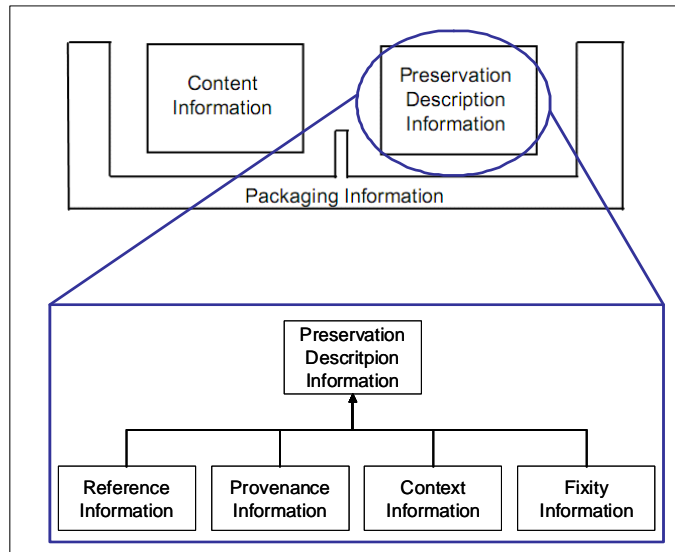 Content
Information
Preservation
Description
Information
Packaging Information
Preservation
Descritpion
Information
Reference
Information
Provenance
Information
Context
Information
Fixity
Information